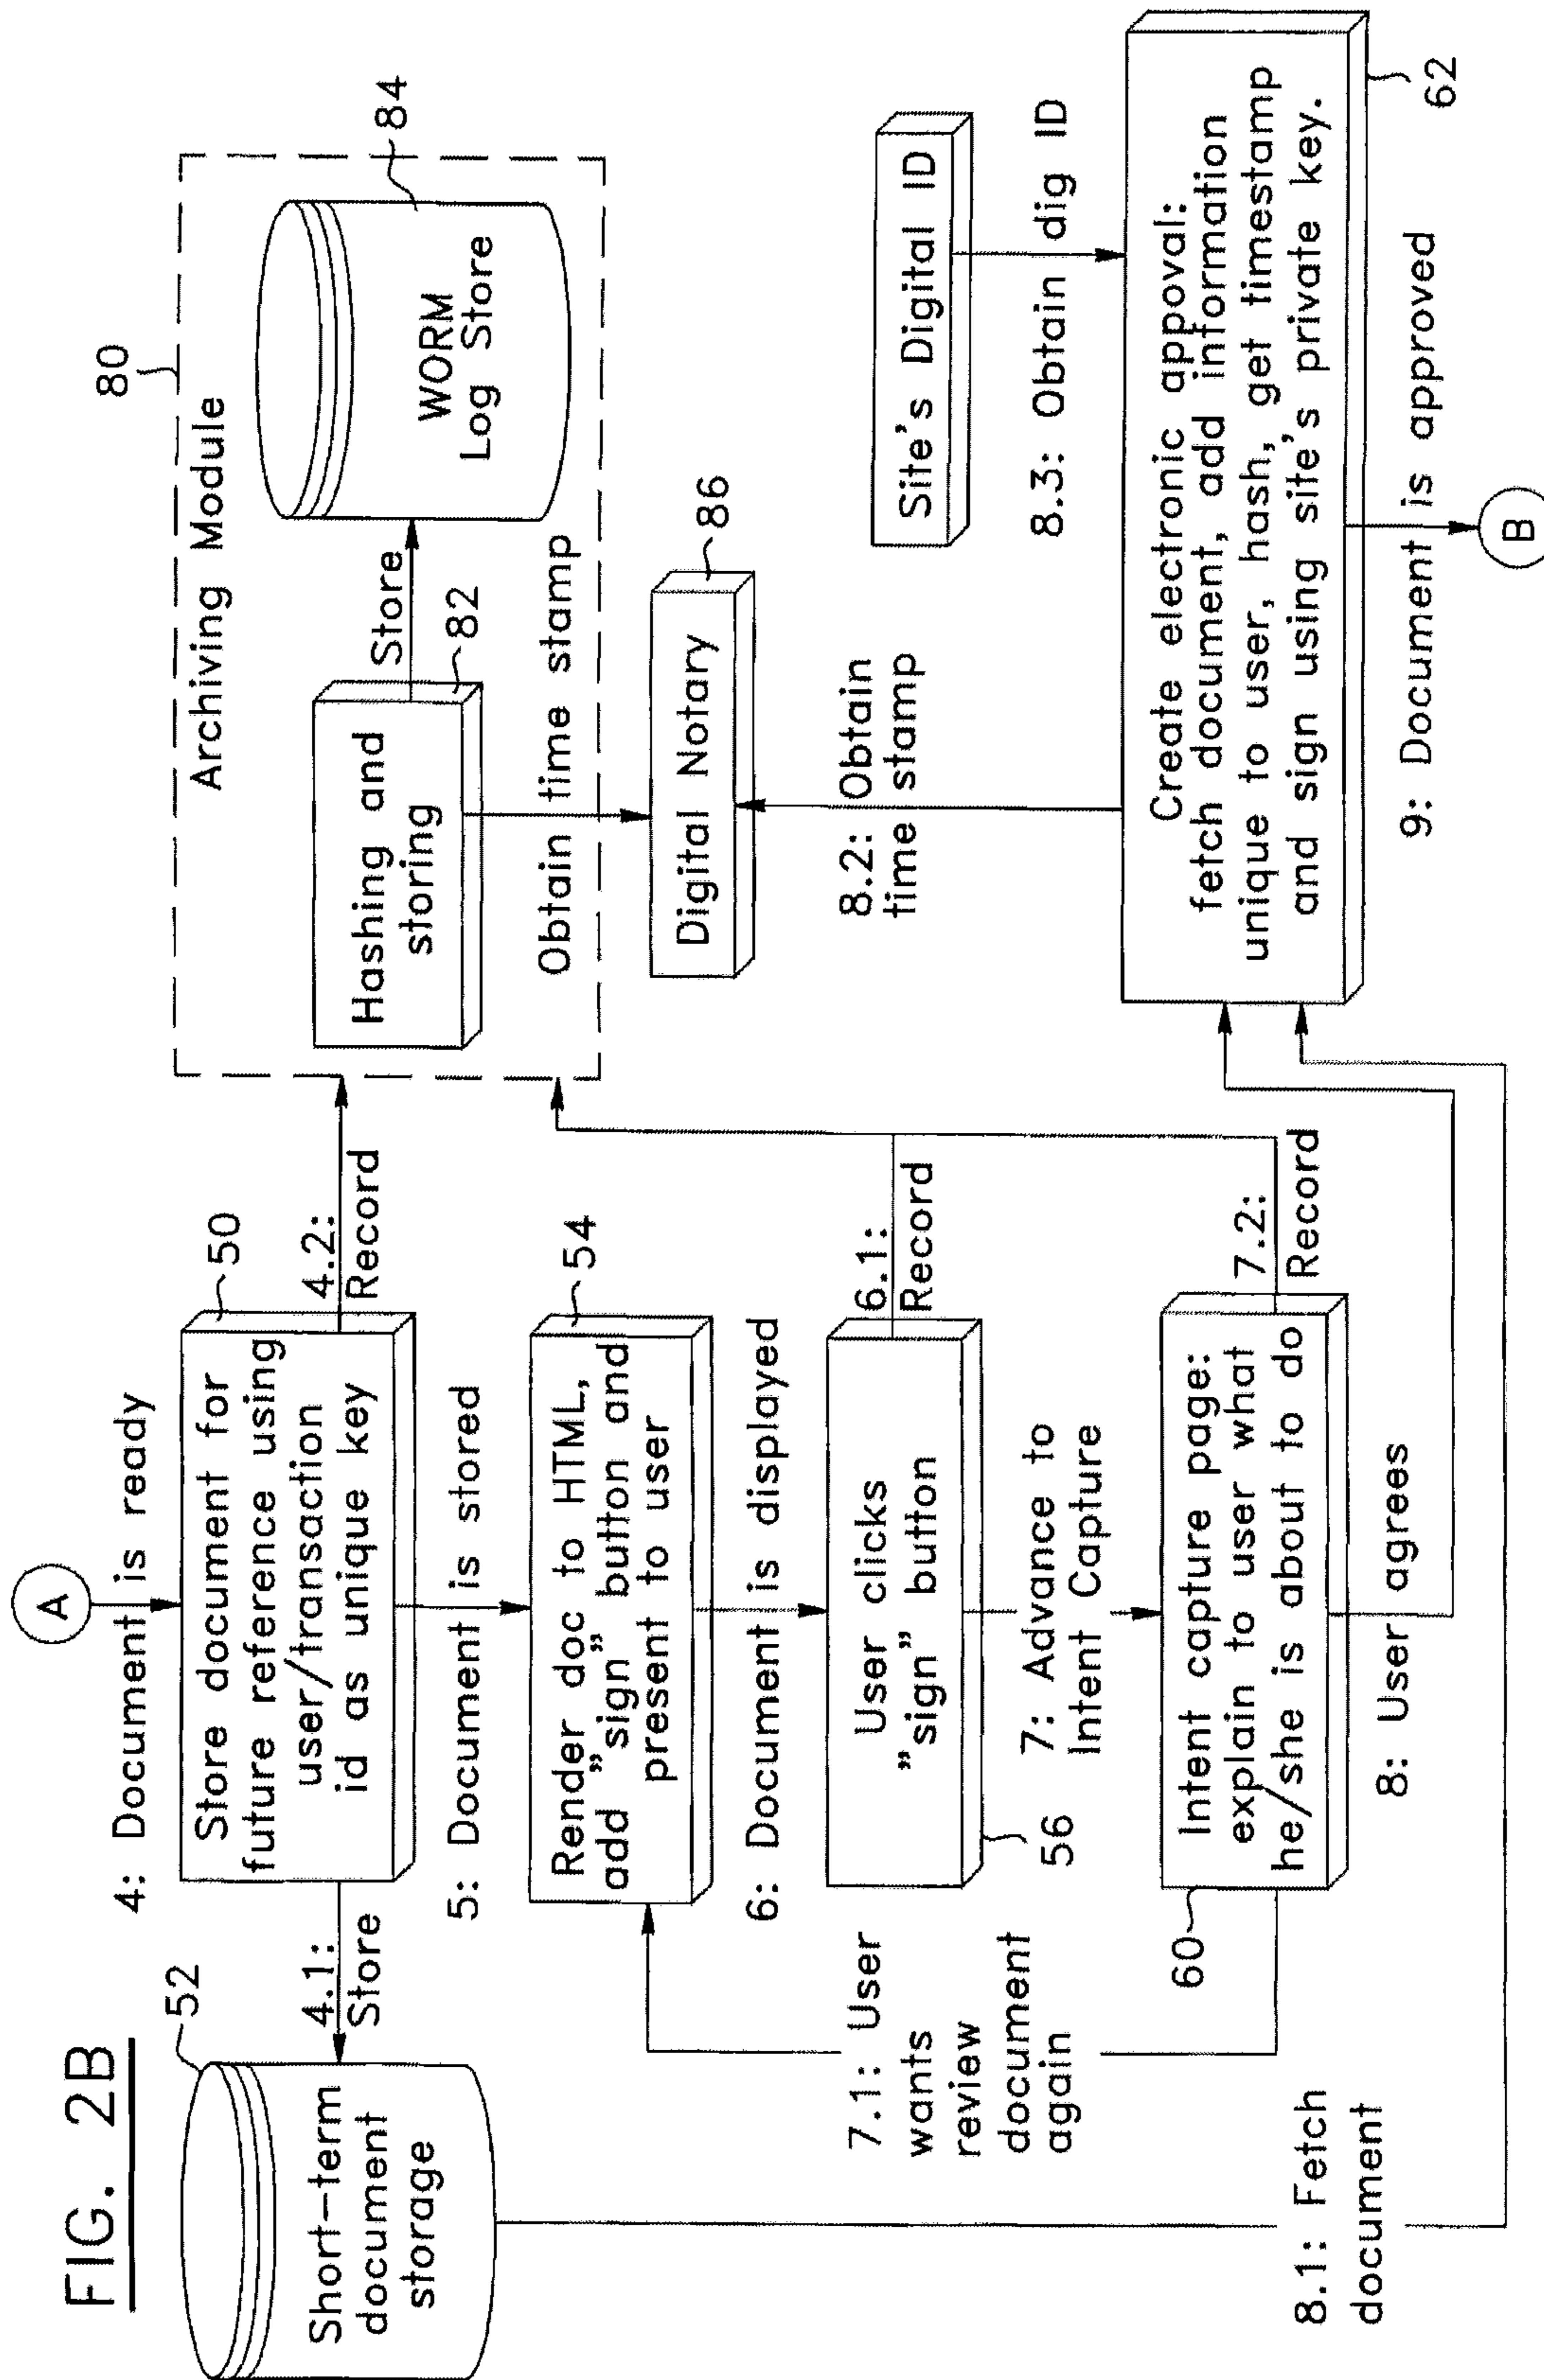 FIG. 2B
A
4: Document is ready
52
Short-term
document
storage
4.1:
Store
Store document for
future reference using
user/transaction
id as unique key
50
4.2:
Record
80
Archiving Module
Hashing and
storing
82
Store
WORM
Log Store
84
Obtain time stamp
5: Document is stored
Render doc to HTML,
add "sign" button and
present to user
54
Digital Notary
86
6: Document is displayed
User clicks
"sign" button
56
6.1:
Record
8.2: Obtain
time stamp
Site's Digital ID
8.3: Obtain dig ID
7: Advance to
Intent Capture
7.1: User
wants
review
document
again
60
Intent capture page:
explain to user what
he/she is about to do
7.2:
Record
Create electronic appoval:
fetch document, add information
unique to user, hash, get timestamp
and sign using site's private key.
62
8: User agrees
8.1: Fetch
document
9: Document is approved
B